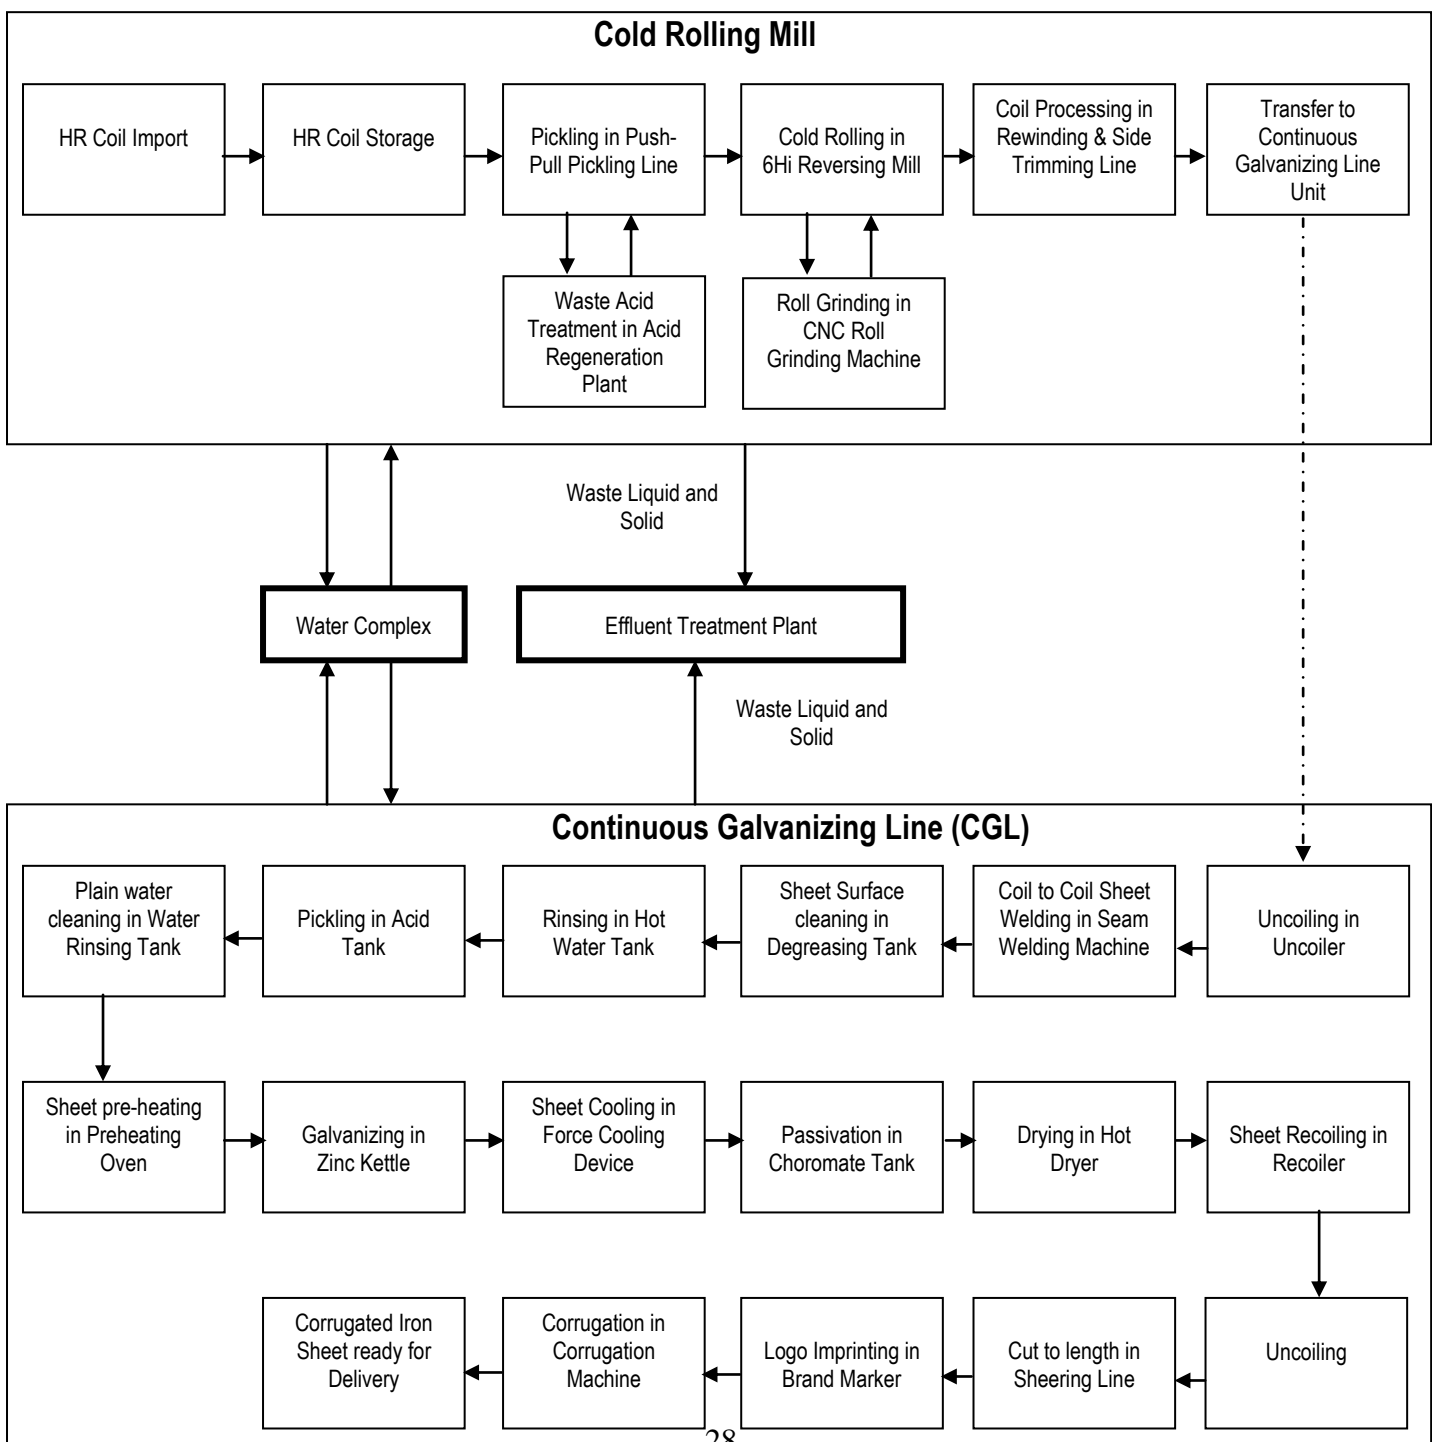 Cold Rolling Mill
HR Coil Import
HR Coil Storage
Pickling in Push-
Pull Pickling Line
Cold Rolling in
6Hi Reversing Mill
Coil Processing in
Rewinding & Side
Trimming Line
Transfer to
Continuous
Galvanizing Line
Unit
Waste Acid
Treatment in Acid
Regeneration
Plant
Roll Grinding in
CNC Roll
Grinding Machine
Waste Liquid and
Solid
Water Complex
Effluent Treatment Plant
Waste Liquid and
Solid
Continuous Galvanizing Line (CGL)
Plain water
cleaning in Water
Rinsing Tank
Pickling in Acid
Tank
Rinsing in Hot
Water Tank
Sheet Surface
cleaning in
Degreasing Tank
Coil to Coil Sheet
Welding in Seam
Welding Machine
Uncoiling in
Uncoiler
Sheet pre-heating
in Preheating
Oven
Galvanizing in
Zinc Kettle
Sheet Cooling in
Force Cooling
Device
Passivation in
Choromate Tank
Drying in Hot
Dryer
Sheet Recoiling in
Recoiler
Corrugated Iron
Sheet ready for
Delivery
Corrugation in
Corrugation
Machine
Logo Imprinting in
Brand Marker
Cut to length in
Sheering Line
Uncoiling
28